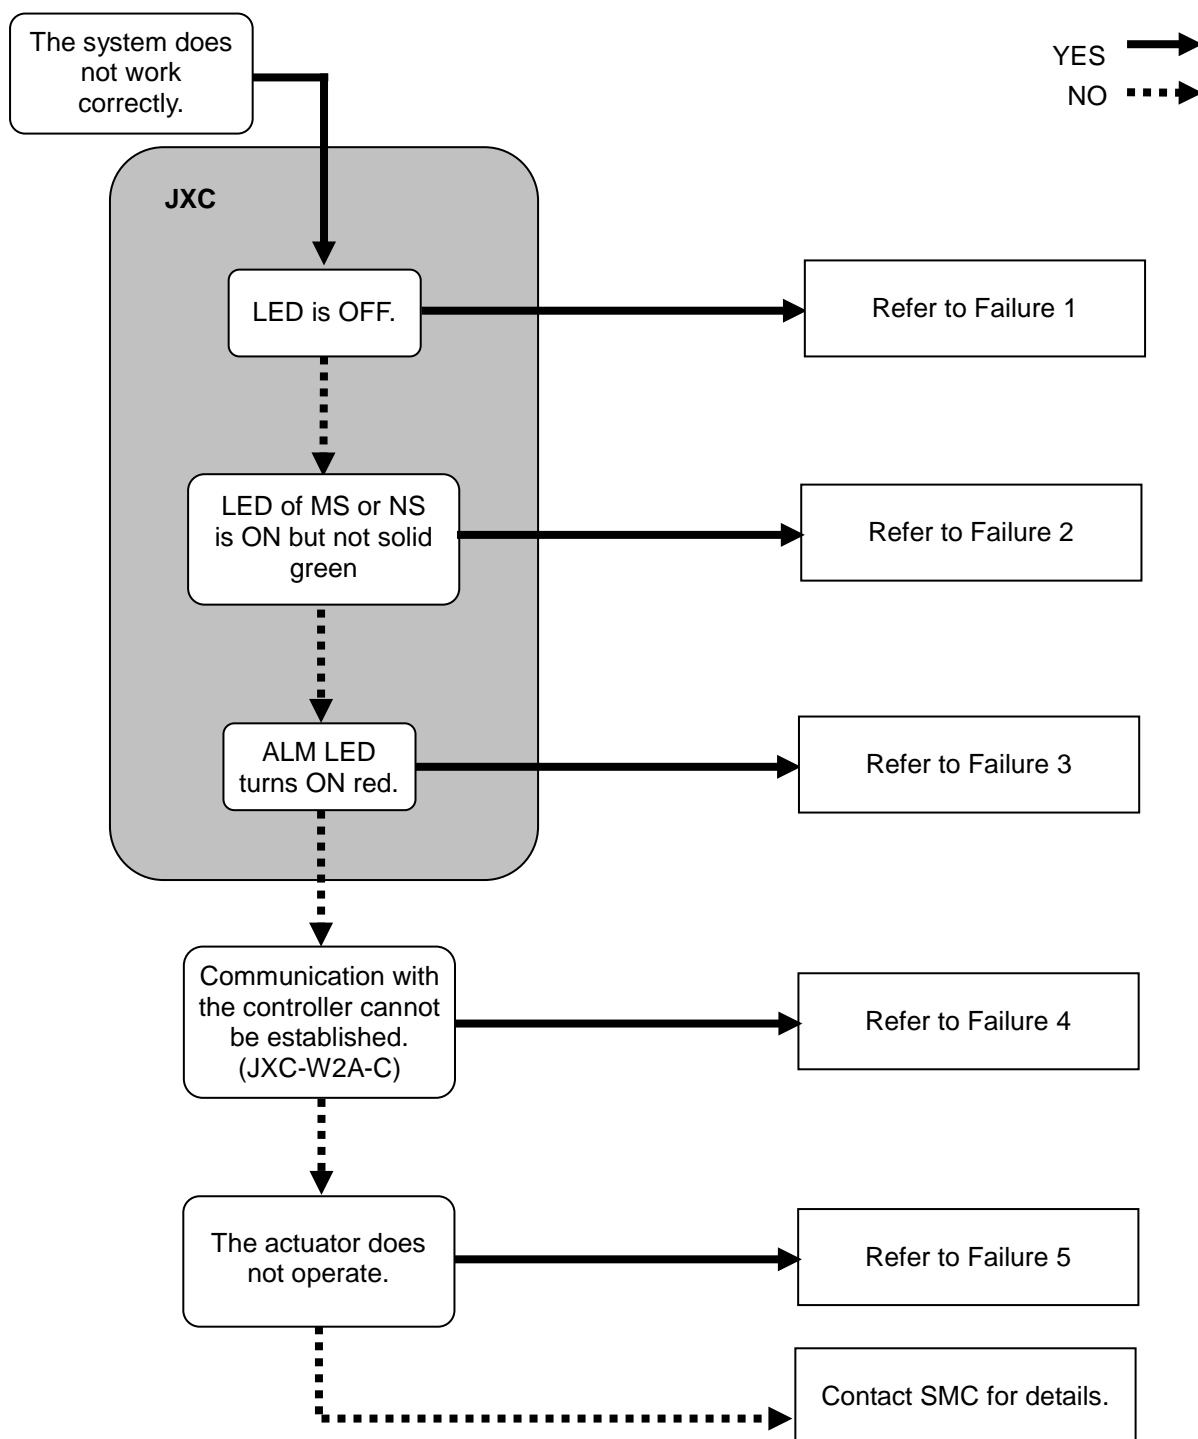 The system does
not work
correctly.
YES
NO
JXC
LED is OFF.
Refer to Failure 1
LED of MS or NS
is ON but not solid
green
Refer to Failure 2
ALM LED
turns ON red.
Refer to Failure 3
Communication with
the controller cannot
be established.
(JXC-W2A-C)
Refer to Failure 4
The actuator does
not operate.
Refer to Failure 5
Contact SMC for details.